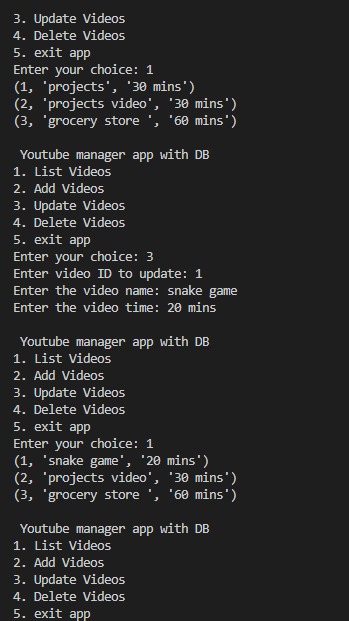 3. Update Videos
4. Delete Videos
5. exit app
Enter your choice: 1
(1, 'projects', '30 mins')
(2, 'projects video', '30 mins')
(3, 'grocery store ', '60 mins')
Youtube manager app with DB
1. List Videos
2. Add Videos
3. Update Videos
4. Delete Videos
5. exit app
Enter your choice: 3
Enter video ID to update: 1
Enter the video name: snake game
Enter the video time: 20 mins
Youtube manager app with DB
1. List Videos
2. Add Videos
3. Update Videos
4. Delete Videos
5. exit app
Enter your choice: 1
(1, 'snake game', '20 mins')
(2, 'projects video', '30 mins')
(3, 'grocery store ', '60 mins')
Youtube manager app with DB
1. List Videos
2. Add Videos
3. Update Videos
4. Delete Videos
5. exit app